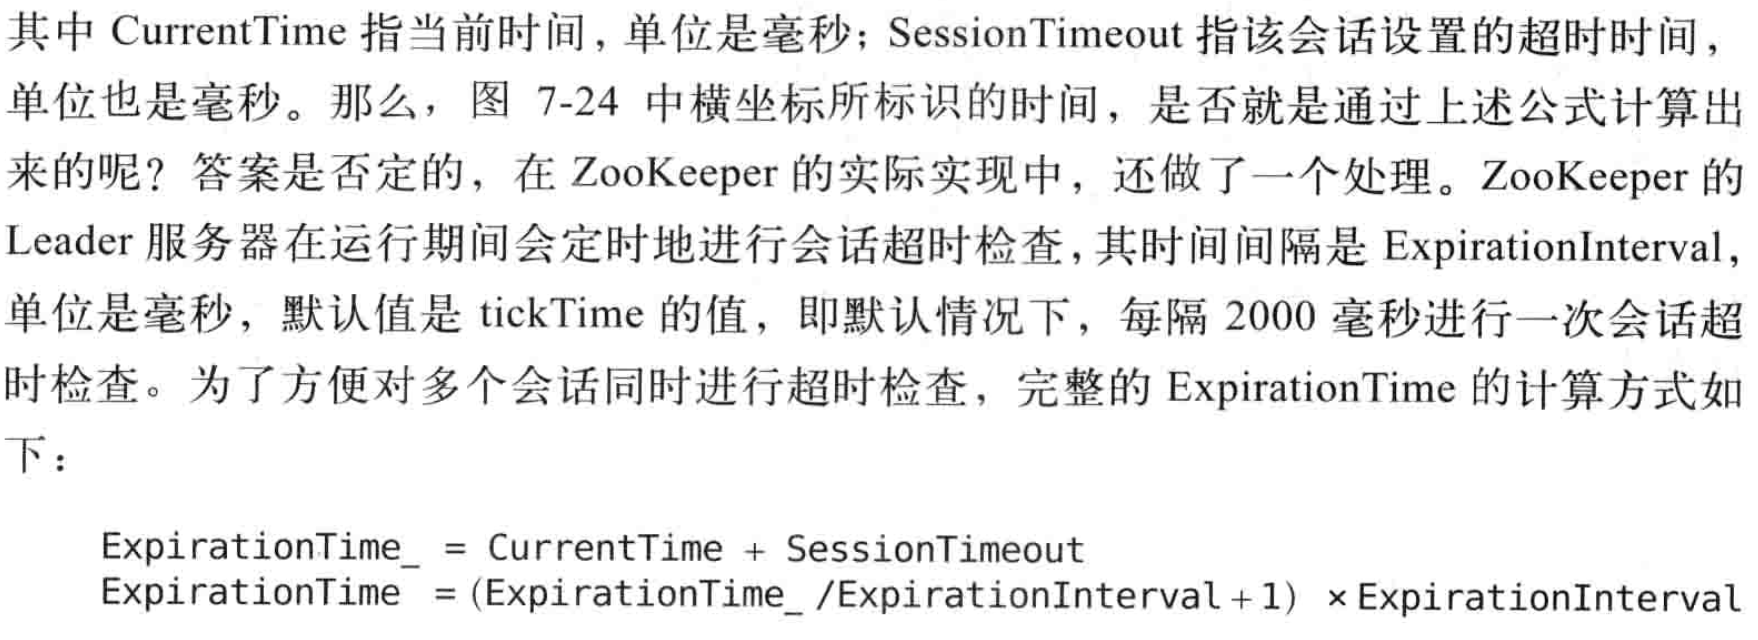 其中 CurrentTime 指当前时间，单位是毫秒；SessionTimeout 指该会话设置的超时时间，
单位也是毫秒。那么，图 7-24 中横坐标所标识的时间，是否就是通过上述公式计算出
来的呢？答案是否定的，在 ZooKeeper 的实际实现中，还做了一个处理。ZooKeeper 的
Leader 服务器在运行期间会定时地进行会话超时检查，其时间间隔是 ExpirationInterval，
单位是毫秒，默认值是 tickTime 的值，即默认情况下，每隔 2000 毫秒进行一次会话超
时检查。为了方便对多个会话同时进行超时检查，完整的 ExpirationTime 的计算方式如
下：
ExpirationTime_ = CurrentTime + SessionTimeout
ExpirationTime = (ExpirationTime_ /ExpirationInterval + 1) × ExpirationInterval